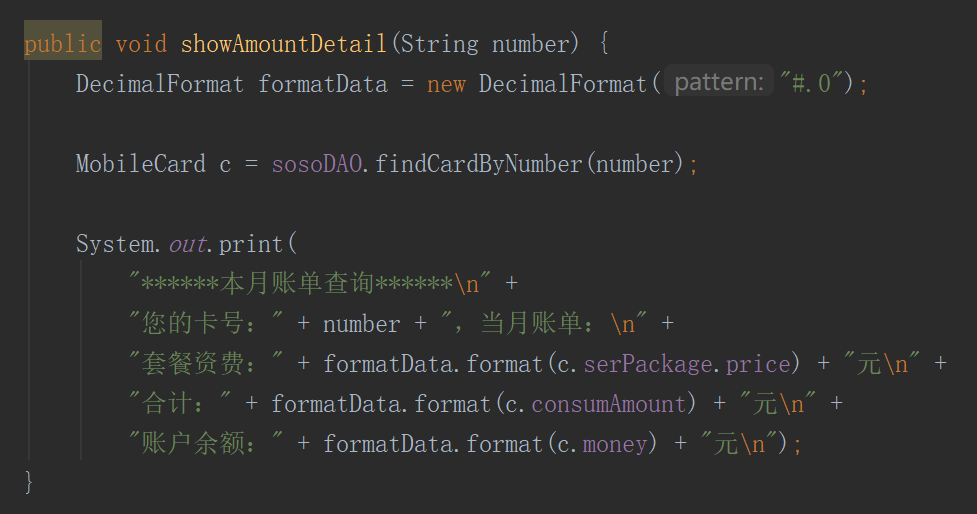 public void showAmountDetail(String number) {
DecimalFormat formatData = new DecimalFormat( pattern: "#.0");
MobileCard c = sosoDAO.findCardByNumber(number);
System.out.print(
"******本月账单查询******\n" +
"您的卡号：" + number + "，当月账单：\n" +
"套餐资费：" + formatData.format(c.serPackage.price) + "元\n" +
"合计：" + formatData.format(c.consumAmount) + "元\n" +
"账户余额：" + formatData.format(c.money) + "元\n");
}